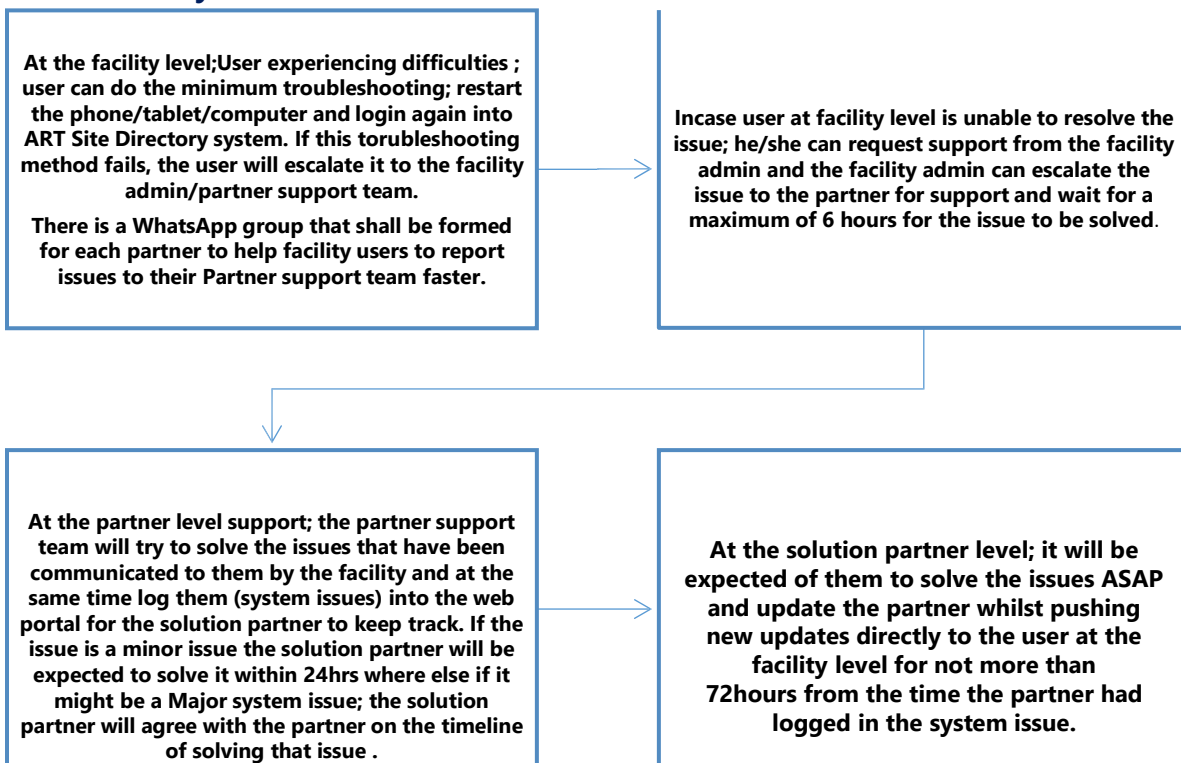 At the facility level;User experiencing difficulties ;
user can do the minimum troubleshooting; restart
the phone/tablet/computer and login again into
ART Site Directory system. If this torubleshooting
method fails, the user will escalate it to the facility
admin/partner support team.
There is a WhatsApp group that shall be formed
for each partner to help facility users to report
issues to their Partner support team faster.
Incase user at facility level is unable to resolve the
issue; he/she can request support from the facility
admin and the facility admin can escalate the
issue to the partner for support and wait for a
maximum of 6 hours for the issue to be solved.
At the partner level support; the partner support
team will try to solve the issues that have been
communicated to them by the facility and at the
same time log them (system issues) into the web
portal for the solution partner to keep track. If the
issue is a minor issue the solution partner will be
expected to solve it within 24hrs where else if it
might be a Major system issue; the solution
partner will agree with the partner on the timeline
of solving that issue .
At the solution partner level; it will be
expected of them to solve the issues ASAP
and update the partner whilst pushing
new updates directly to the user at the
facility level for not more than
72hours from the time the partner had
logged in the system issue.